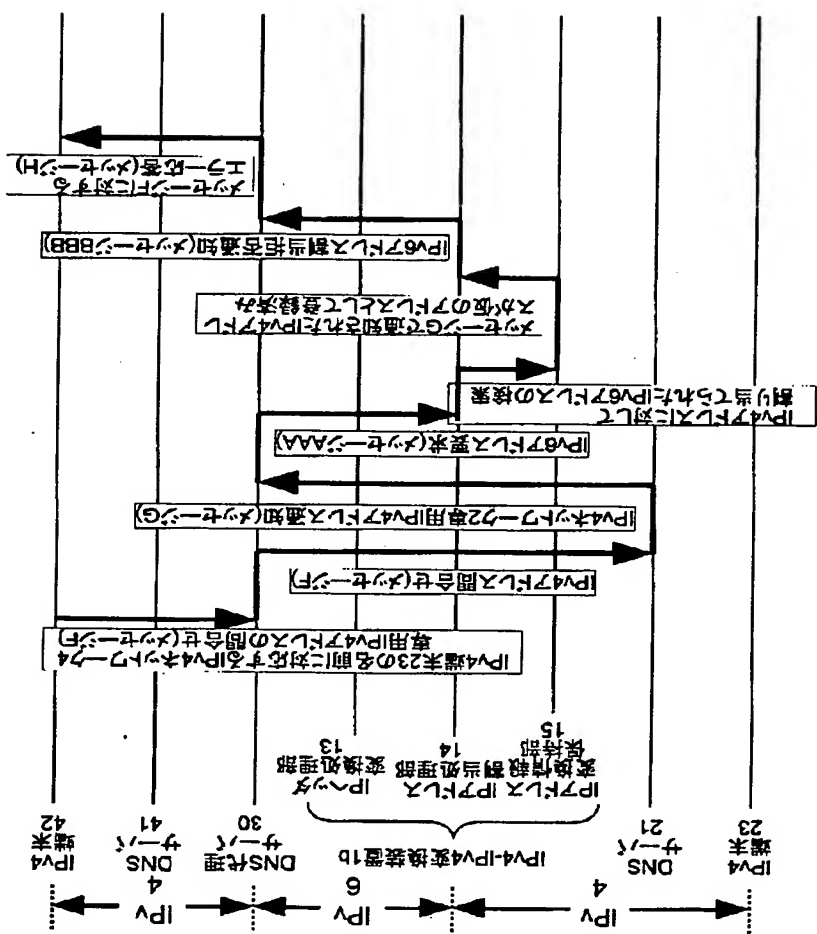 IPv
4
IPv
6
IPv
4
IPv4-IPv4変換装置1b
IPv4
端末
23
DNS
サーバ
21
IPアドレス
変換情報
保持部
15
IPアドレス
割当処理部
14
IPヘッダ
変換処理部
13
DNS代理
サーバ
30
DNS
サーバ
41
IPv4
端末
42
IPv4端末23の名前に対応するIPv4ネットワーク4
専用IPv4アドレスの問合せ(メッセージF)
IPv4アドレス問合せ(メッセージF)
IPv4ネットワーク2専用IPv4アドレス通知(メッセージG)
IPv6アドレス要求(メッセージAAA)
IPv4アドレスに対して
割り当てられたIPv6アドレスの検索
メッセージGで通知されたIPv4アドレ
スが仮のアドレスとして登録済み
IPv6アドレス割当拒否通知(メッセージBBB)
メッセージFに対する
エラー応答(メッセージH)